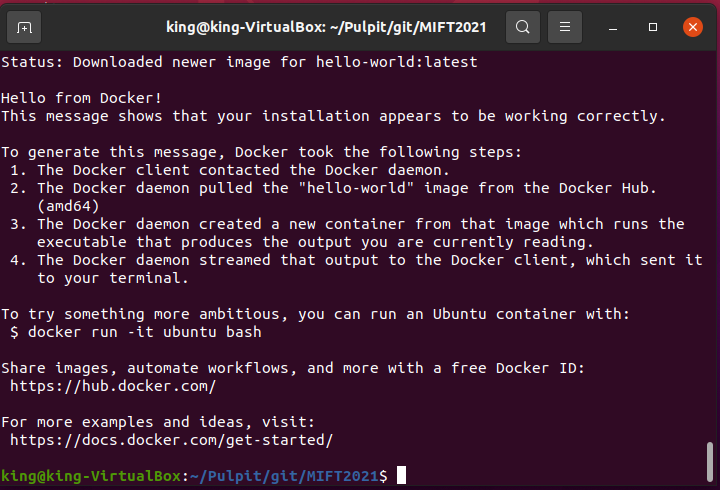 king@king-VirtualBox: ~/Pulpit/git/MIFT2021
Status: Downloaded newer image for hello-world:latest
Hello from Docker!
This message shows that your installation appears to be working correctly.
To generate this message, Docker took the following steps:
1. The Docker client contacted the Docker daemon.
2. The Docker daemon pulled the "hello-world" image from the Docker Hub.
(amd64)
3. The Docker daemon created a new container from that image which runs the
executable that produces the output you are currently reading.
4. The Docker daemon streamed that output to the Docker client, which sent it
to your terminal.
To try something more ambitious, you can run an Ubuntu container with:
$ docker run -it ubuntu bash
Share images, automate workflows, and more with a free Docker ID:
https://hub.docker.com/
For more examples and ideas, visit:
https://docs.docker.com/get-started/
king@king-VirtualBox:~/Pulpit/git/MIFT2021$